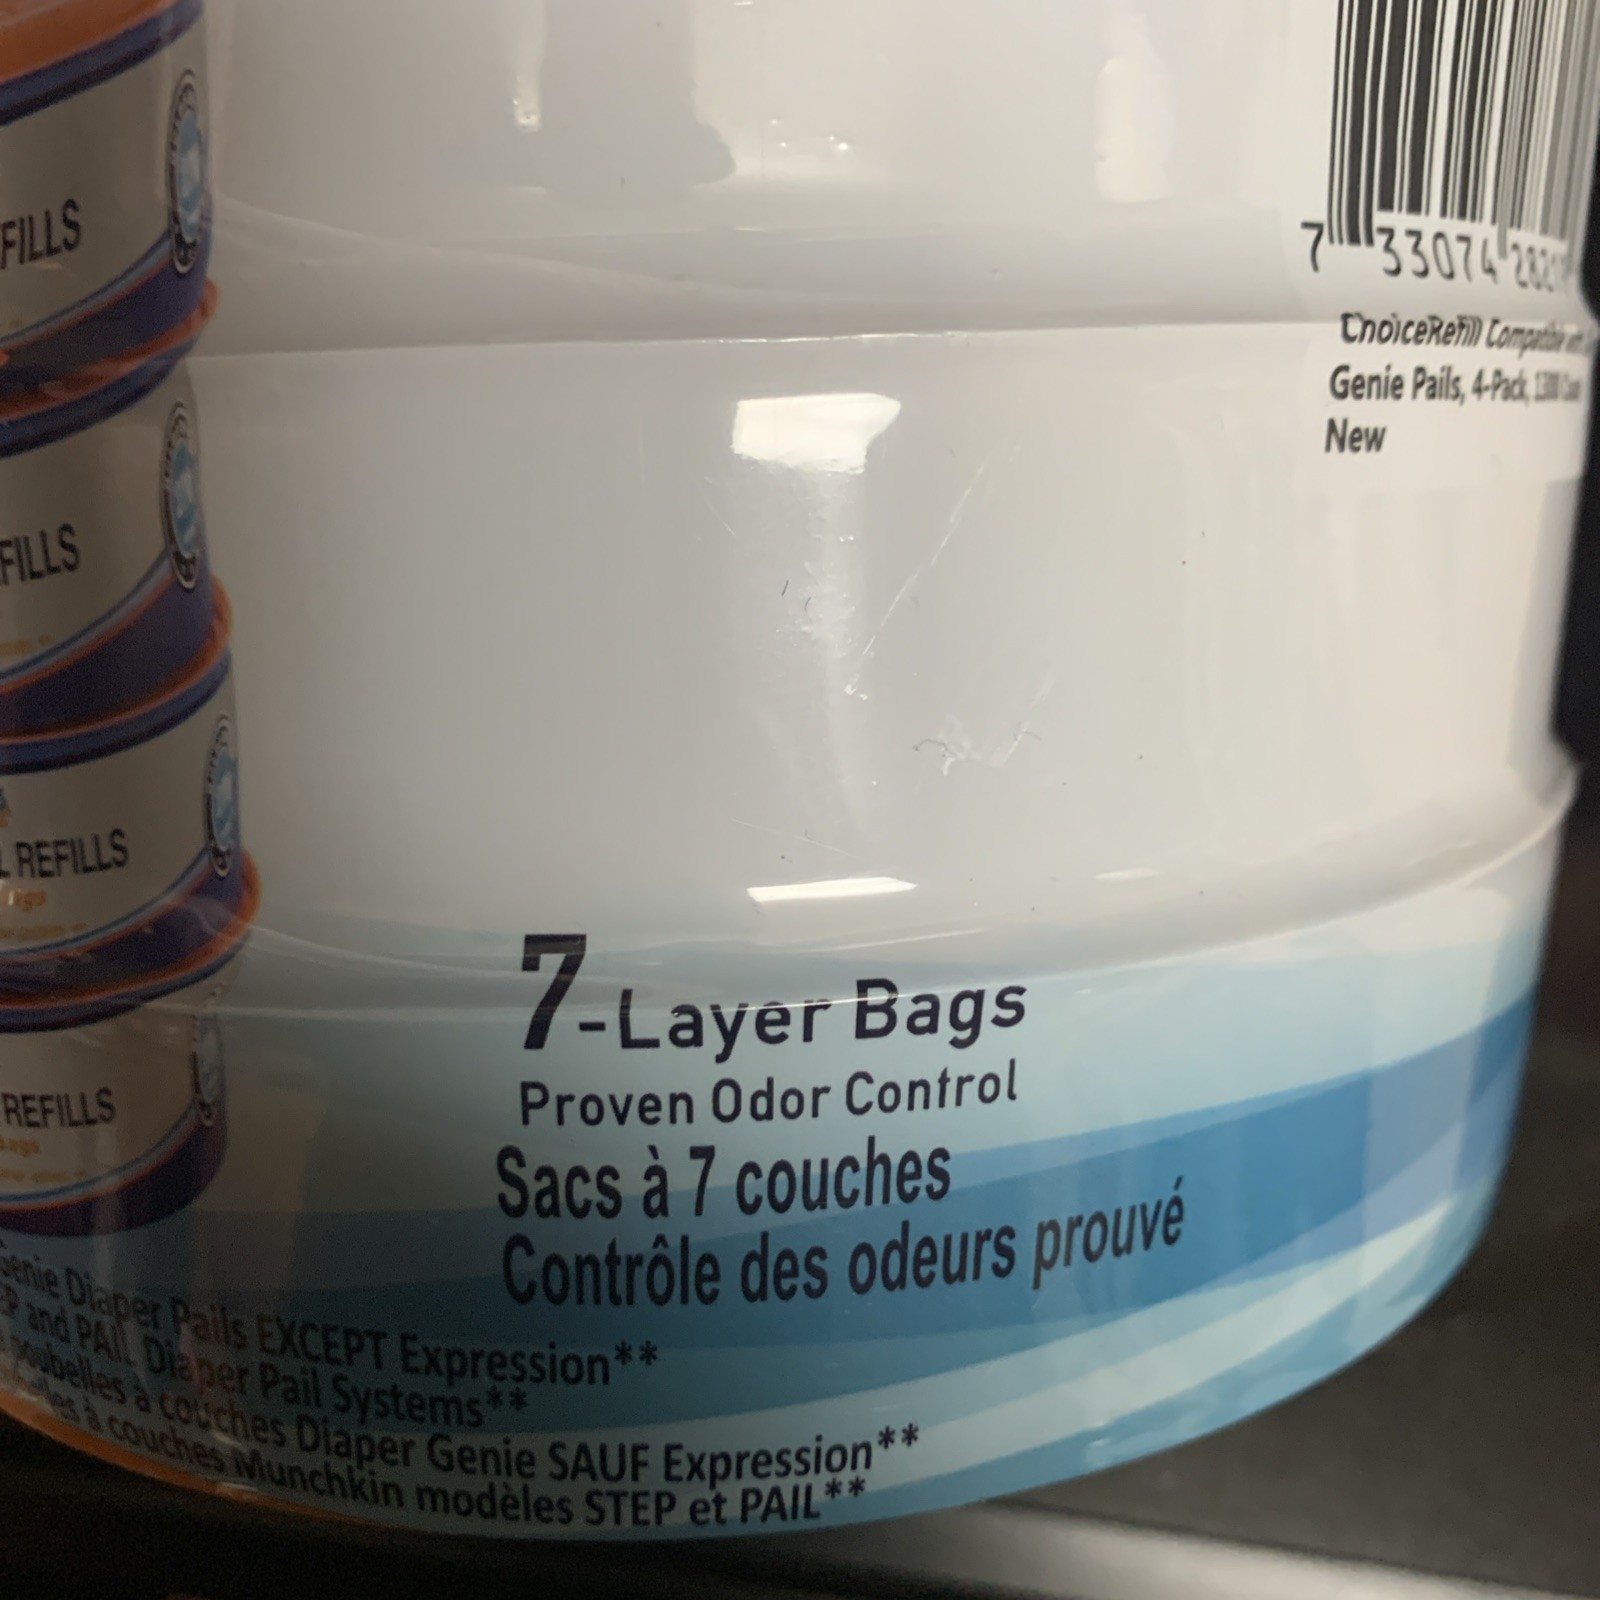 FILLS
FILLS
REFILLS
REFILLS
7 33074
ChoiceRefill Compatible
Genie Pails, 4-Pack,
New
7-Layer Bags
Proven Odor Control
Sacs à 7 couches
Contrôle des odeurs prouvé
Genie Diaper Pails EXCEPT Expression**
and PAIL Diaper Pail Systems**
poubelles à couches Diaper Genie SAUF Expression**
à couches Munchkin modèles STEP et PAIL**